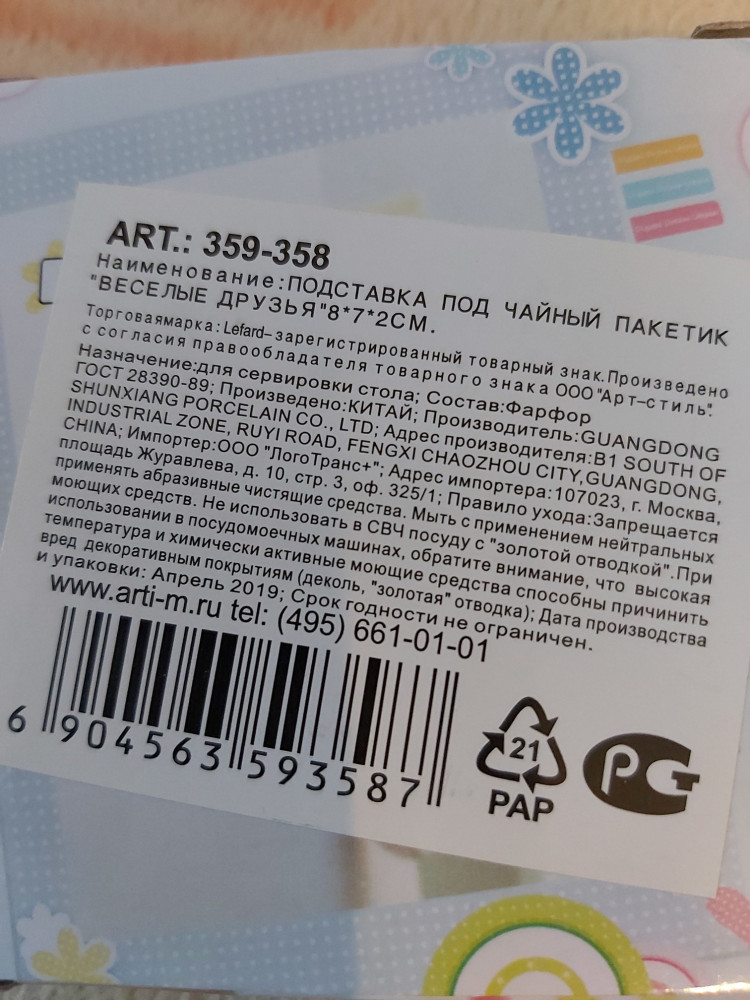 ART.: 359-358
Наименование:ПОДСТАВКА ПОД ЧАЙНЫЙ ПАКЕТИК
"ВЕСЕЛЫЕ ДРУЗЬЯ"8*7*2СМ.
Торговаямарка: Lefard–зарегистрированный товарный знак.Произведено
с согласия правообладателя товарного знака ООО"Арт–стиль".
Назначение:для сервировки стола; Состав:Фарфор
ГОСТ 28390-89; Произведено:КИТАЙ; Производитель:GUANGDONG
SHUNXIANG PORCELAIN CO., LTD; Адрес производителя:B1 SOUTH OF
INDUSTRIAL ZONE, RUYI ROAD, FENGXI CHAOZHOU CITY,GUANGDONG,
CHINA; Импортер:ООО "ЛогоТранс+"; Адрес импортера:107023, г. Москва,
площадь Журавлева, д. 10, стр. 3, оф. 325/1; Правило ухода:Запрещается
применять абразивные чистящие средства. Мыть с применением нейтральных
моющих средств. Не использовать в СВЧ посуду с "золотой отводкой".При
использовании в посудомоечных машинах, обратите внимание, что высокая
температура и химически активные моющие средства способны причинить
вред декоративным покрытиям (деколь, "золотая" отводка); Дата производства
и упаковки: Апрель 2019; Срок годности не ограничен.
www.arti-m.ru tel: (495) 661-01-01
6 904563 593587
21
PAP
РСТ